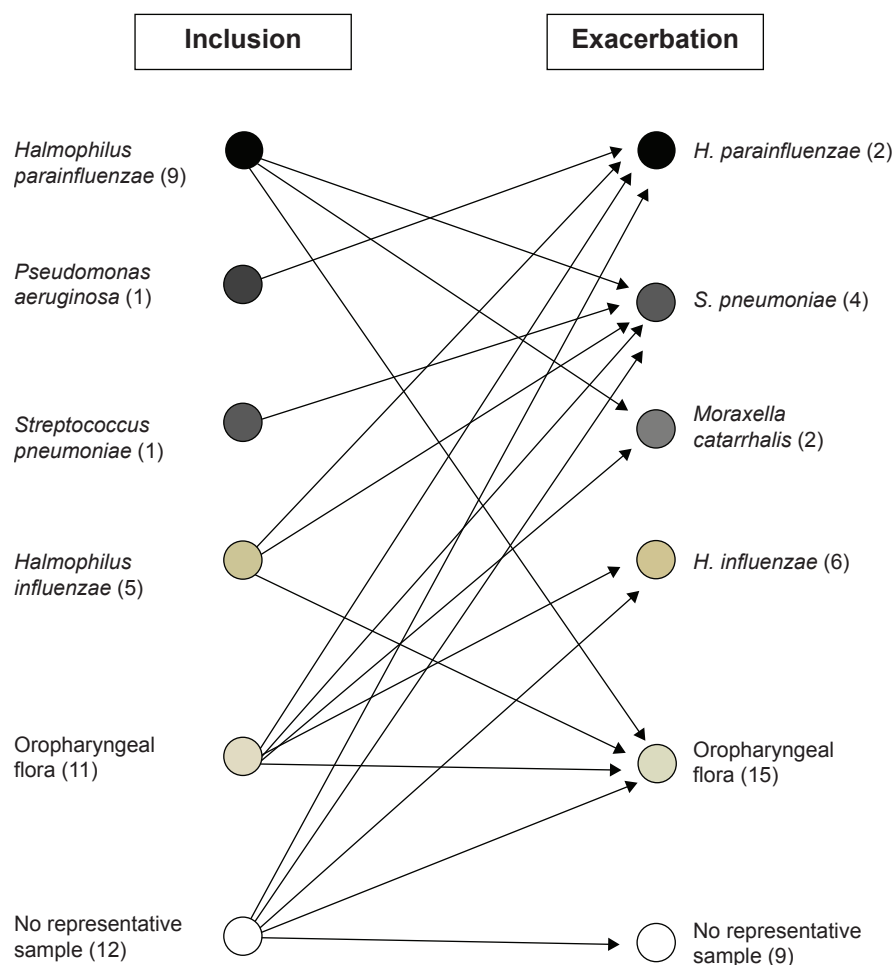 Inclusion
Exacerbation
Halmophilus
parainfluenzae (9)
H. parainfluenzae (2)
Pseudomonas
aeruginosa (1)
S. pneumoniae (4)
Streptococcus
pneumoniae (1)
Moraxella
catarrhalis (2)
Halmophilus
influenzae (5)
H. influenzae (6)
Oropharyngeal
flora (11)
Oropharyngeal
flora (15)
No representative
sample (12)
No representative
sample (9)